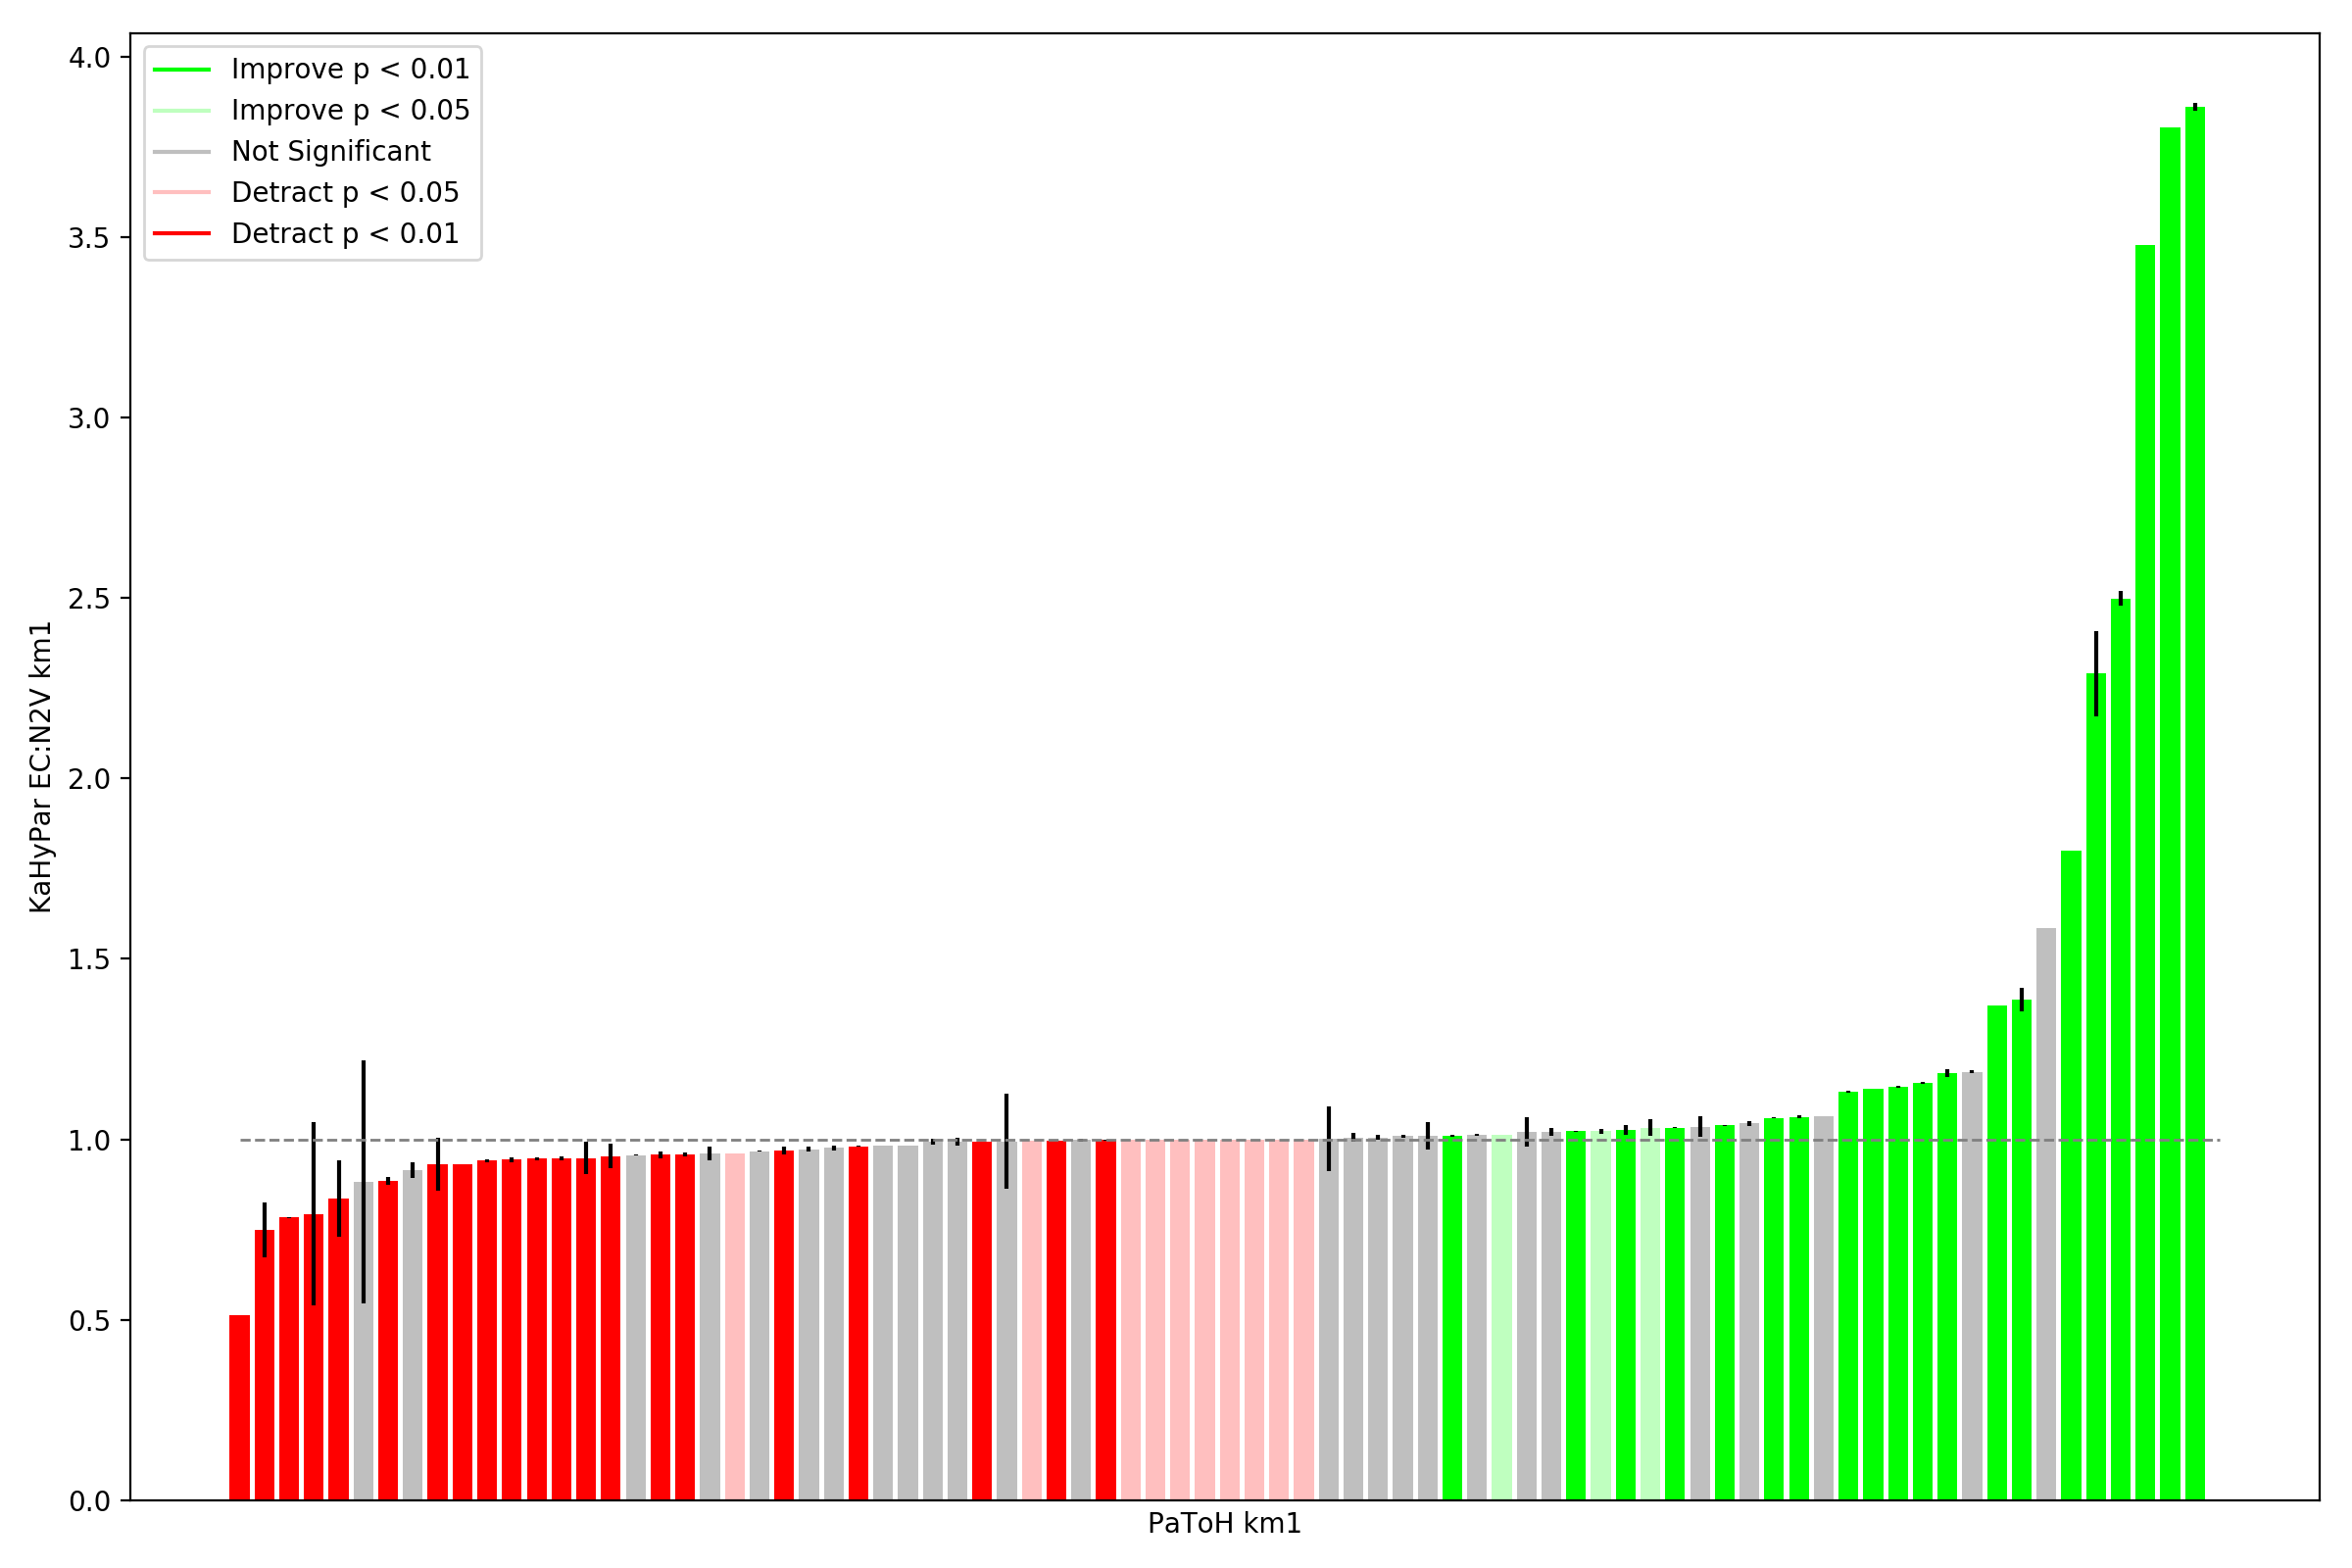 Improve p < 0.01
Improve p < 0.05
Not Significant
Detract p < 0.05
Detract p < 0.01
4.0
3.5
3.0
2.5
2.0
1.5
1.0
0.5
0.0
KaHyPar EC:N2V km1
PaToH km1